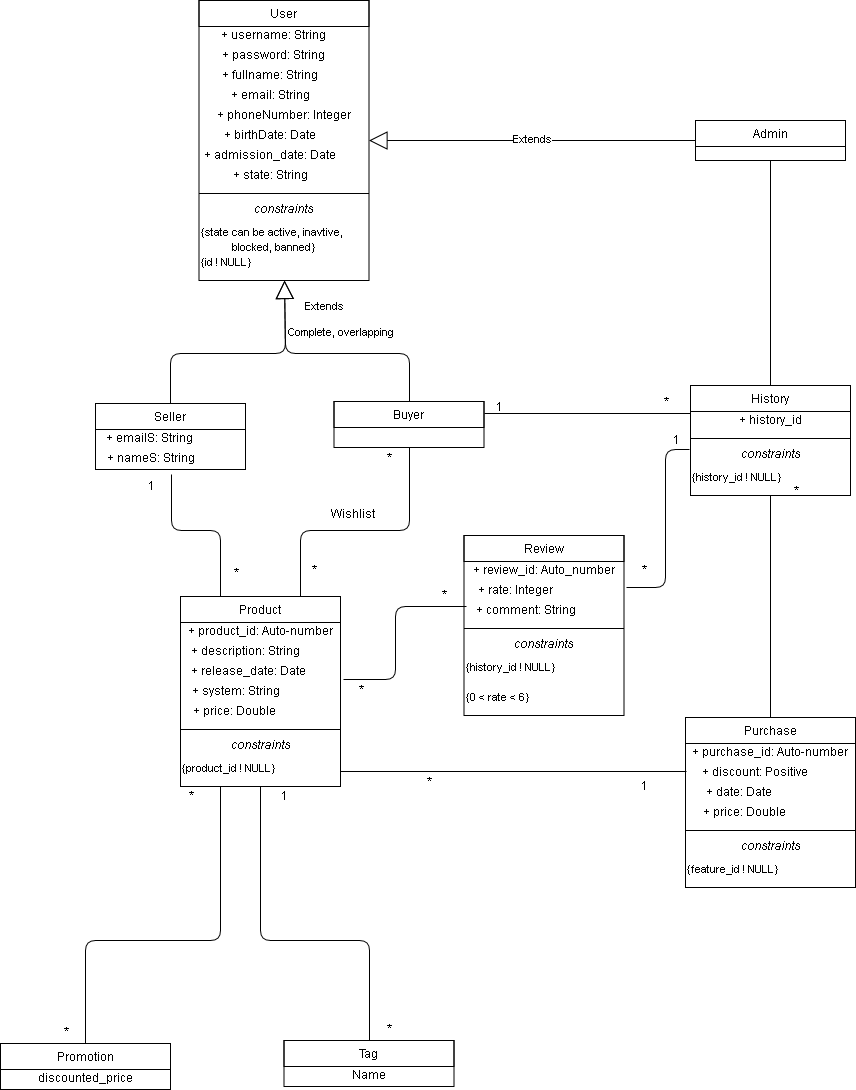 User
+ username: String
+ password: String
+ fullname: String
+ email: String
+ phoneNumber: Integer
+ birthDate: Date
+ admission_date: Date
+ state: String
constraints
{state can be active, inavtive,
blocked, banned}
{id ! NULL}
Extends
Admin
Extends
Complete, overlapping
Seller
+ emailS: String
+ nameS: String
1
*
Buyer
*
Wishlist
*
1
*
History
+ history_id
constraints
{history_id ! NULL}
*
1
*
Review
+ review_id: Auto_number
+ rate: Integer
+ comment: String
constraints
{history_id ! NULL}
{0 < rate < 6}
*
*
Product
+ product_id: Auto-number
+ description: String
+ release_date: Date
+ system: String
+ price: Double
constraints
{product_id ! NULL}
*
1
*
1
Purchase
+ purchase_id: Auto-number
+ discount: Positive
+ date: Date
+ price: Double
constraints
{feature_id ! NULL}
*
Promotion
discounted_price
*
Tag
Name